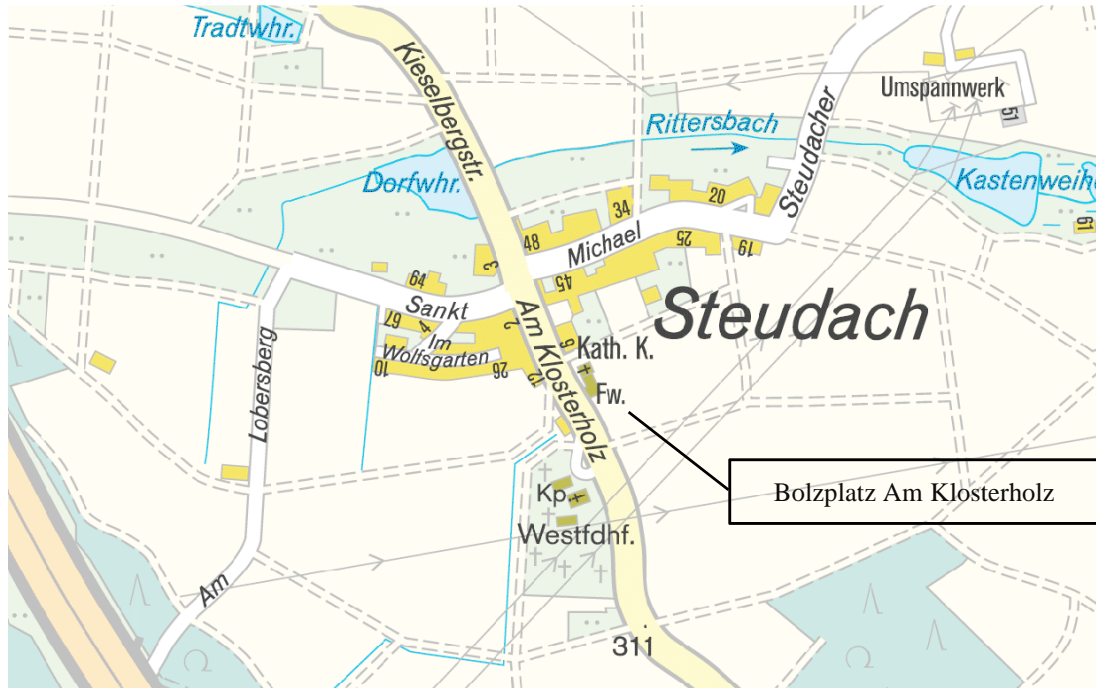 Tradtwhr.
Kieselbergstr.
Umspannwerk
51
Rittersbach
Steudacher
Dorfwhr.
Kastenweihe
61
34
20
48
Michael
25
19
3
45
64
Sankt
67
4
Im
Wolfsgarten
10
26
2
12
Am Klosterholz
6
Steudach
Kath. K.
Fw.
Am Lobersberg
Bolzplatz Am Klosterholz
Kp.
Westfdhf.
311